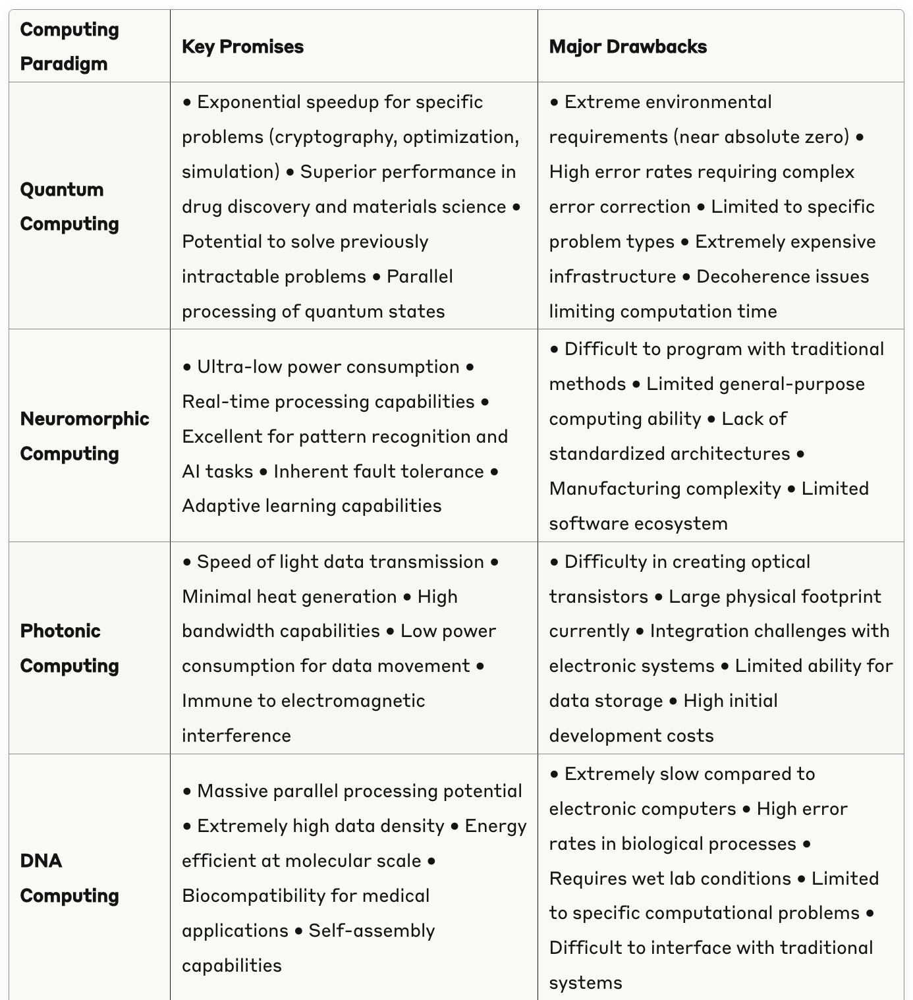 Computing
Paradigm
Key Promises
Major Drawbacks
Quantum
Computing
• Exponential speedup for specific
problems (cryptography, optimization,
simulation) • Superior performance in
drug discovery and materials science •
Potential to solve previously
intractable problems • Parallel
processing of quantum states
• Extreme environmental
requirements (near absolute zero) •
High error rates requiring complex
error correction • Limited to specific
problem types • Extremely expensive
infrastructure • Decoherence issues
limiting computation time
Neuromorphic
Computing
• Ultra-low power consumption •
Real-time processing capabilities •
Excellent for pattern recognition and
AI tasks • Inherent fault tolerance •
Adaptive learning capabilities
• Difficult to program with traditional
methods • Limited general-purpose
computing ability • Lack of
standardized architectures •
Manufacturing complexity • Limited
software ecosystem
Photonic
Computing
• Speed of light data transmission •
Minimal heat generation • High
bandwidth capabilities • Low power
consumption for data movement •
Immune to electromagnetic
interference
• Difficulty in creating optical
transistors • Large physical footprint
currently • Integration challenges with
electronic systems • Limited ability for
data storage • High initial
development costs
DNA
Computing
• Massive parallel processing potential
• Extremely high data density • Energy
efficient at molecular scale •
Biocompatibility for medical
applications • Self-assembly
capabilities
• Extremely slow compared to
electronic computers • High error
rates in biological processes •
Requires wet lab conditions • Limited
to specific computational problems •
Difficult to interface with traditional
systems